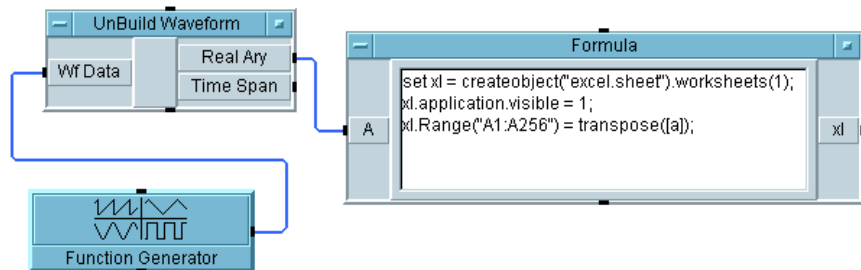 UnBuild Waveform
Wf Data
Real Ary
Time Span
Formula
set xl = createobject("excel.sheet").worksheets(1);
xl.application.visible = 1;
xl.Range("A1:A256") = transpose([a]);
A
xl
Function Generator